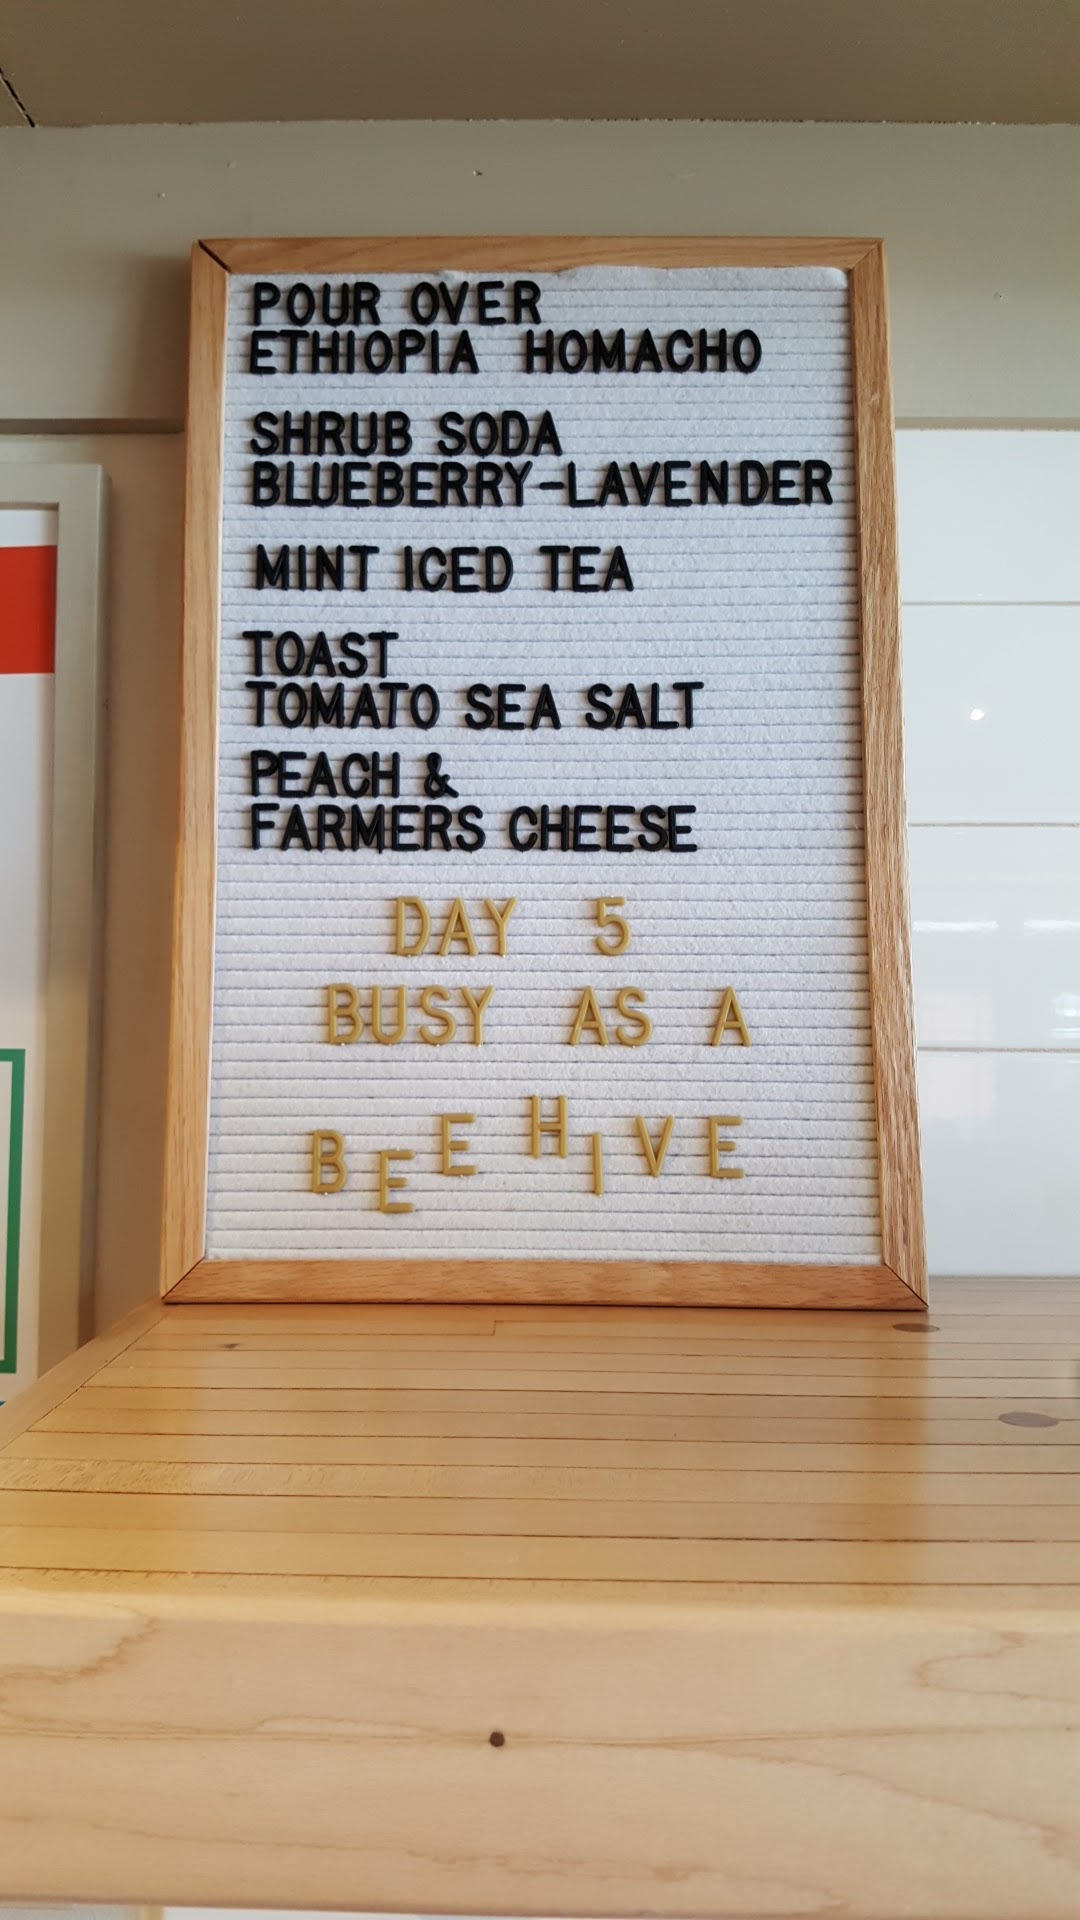 POUR OVER
ETHIOPIA HOMACHO
SHRUB SODA
BLUEBERRY-LAVENDER
MINT ICED TEA
TOAST
TOMATO SEA SALT
PEACH &
FARMERS CHEESE
DAY 5
BUSY AS A
BEEHIVE